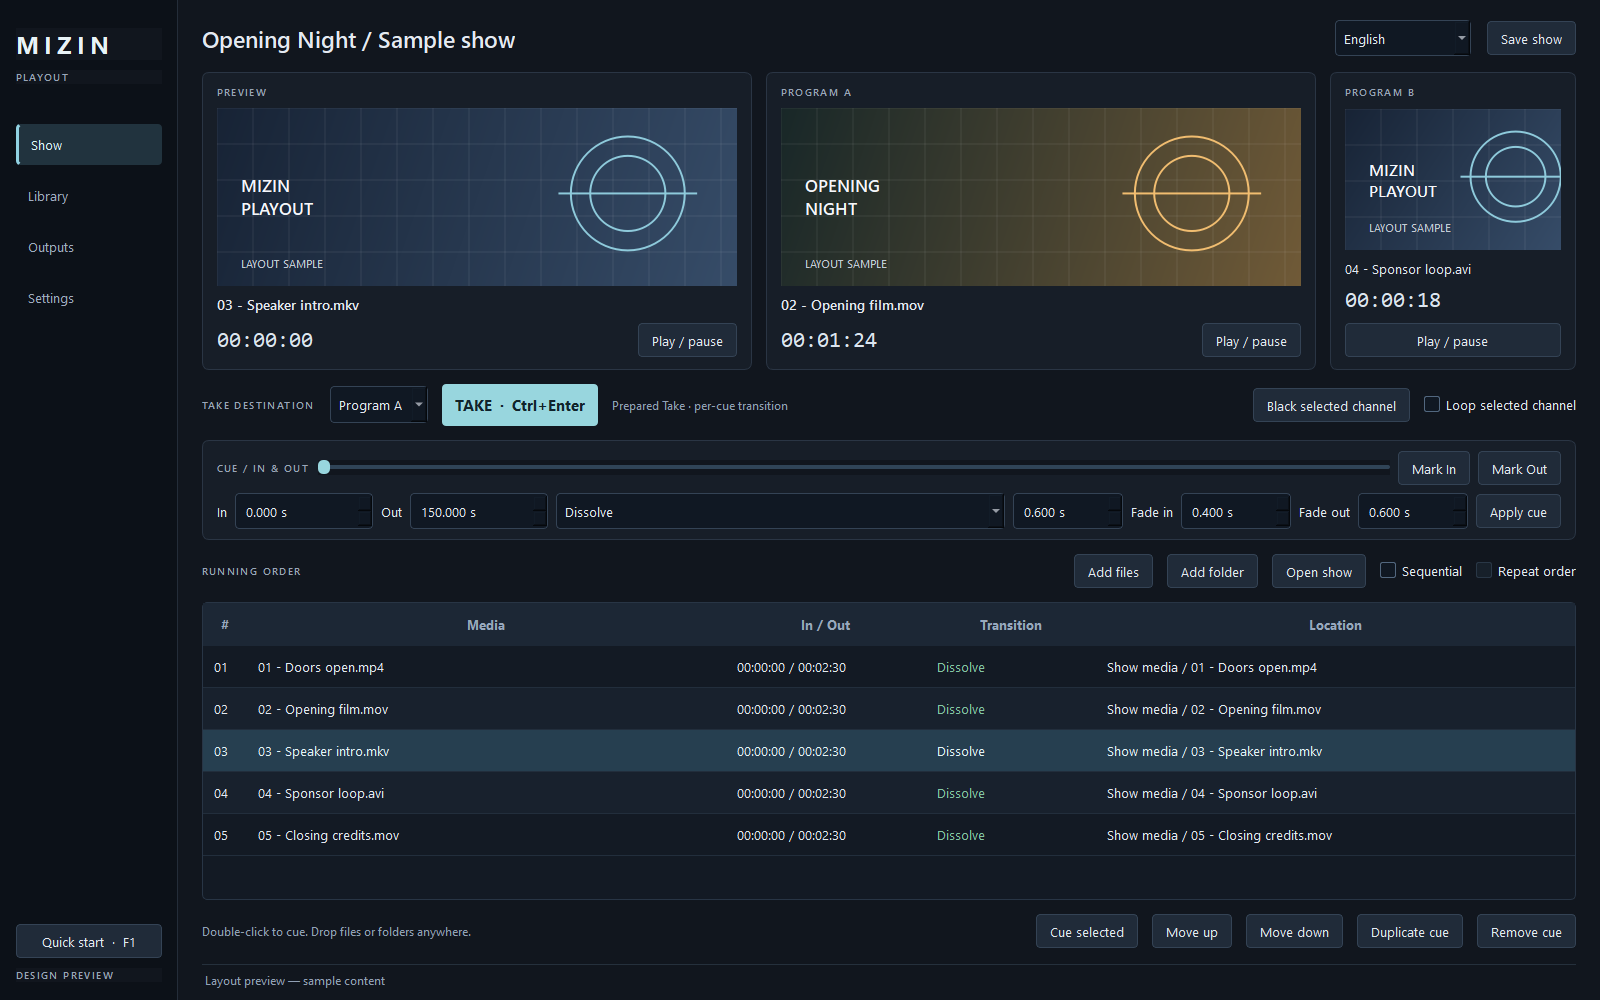 MIZIN
PLAYOUT
Show
Library
Outputs
Settings
Quick start · F1
DESIGN PREVIEW
Opening Night / Sample show
English
Save show
PREVIEW
MIZIN
PLAYOUT
LAYOUT SAMPLE
03 - Speaker intro.mkv
00:00:00
Play / pause
PROGRAM A
OPENING
NIGHT
LAYOUT SAMPLE
02 - Opening film.mov
00:01:24
Play / pause
PROGRAM B
MIZIN
PLAYOUT
LAYOUT SAMPLE
04 - Sponsor loop.avi
00:00:18
Play / pause
TAKE DESTINATION
Program A
TAKE · Ctrl+Enter
Prepared Take · per-cue transition
Black selected channel
Loop selected channel
CUE / IN & OUT
Mark In
Mark Out
In
0.000 s
Out
150.000 s
Dissolve
0.600 s
Fade in
0.400 s
Fade out
0.600 s
Apply cue
RUNNING ORDER
Add files
Add folder
Open show
Sequential
Repeat order
# Media In / Out Transition Location
01 01 - Doors open.mp4 00:00:00 / 00:02:30 Dissolve Show media / 01 - Doors open.mp4
02 02 - Opening film.mov 00:00:00 / 00:02:30 Dissolve Show media / 02 - Opening film.mov
03 03 - Speaker intro.mkv 00:00:00 / 00:02:30 Dissolve Show media / 03 - Speaker intro.mkv
04 04 - Sponsor loop.avi 00:00:00 / 00:02:30 Dissolve Show media / 04 - Sponsor loop.avi
05 05 - Closing credits.mov 00:00:00 / 00:02:30 Dissolve Show media / 05 - Closing credits.mov
Double-click to cue. Drop files or folders anywhere.
Cue selected
Move up
Move down
Duplicate cue
Remove cue
Layout preview — sample content